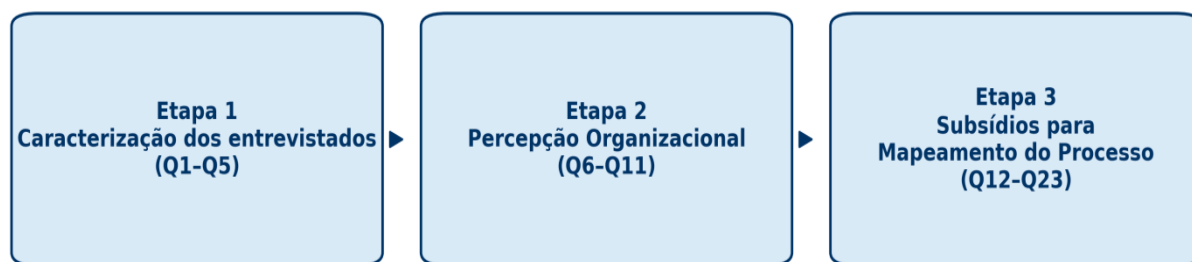 Etapa 1
Caracterização dos entrevistados
(Q1–Q5)
Etapa 2
Percepção Organizacional
(Q6–Q11)
Etapa 3
Subsídios para
Mapeamento do Processo
(Q12–Q23)